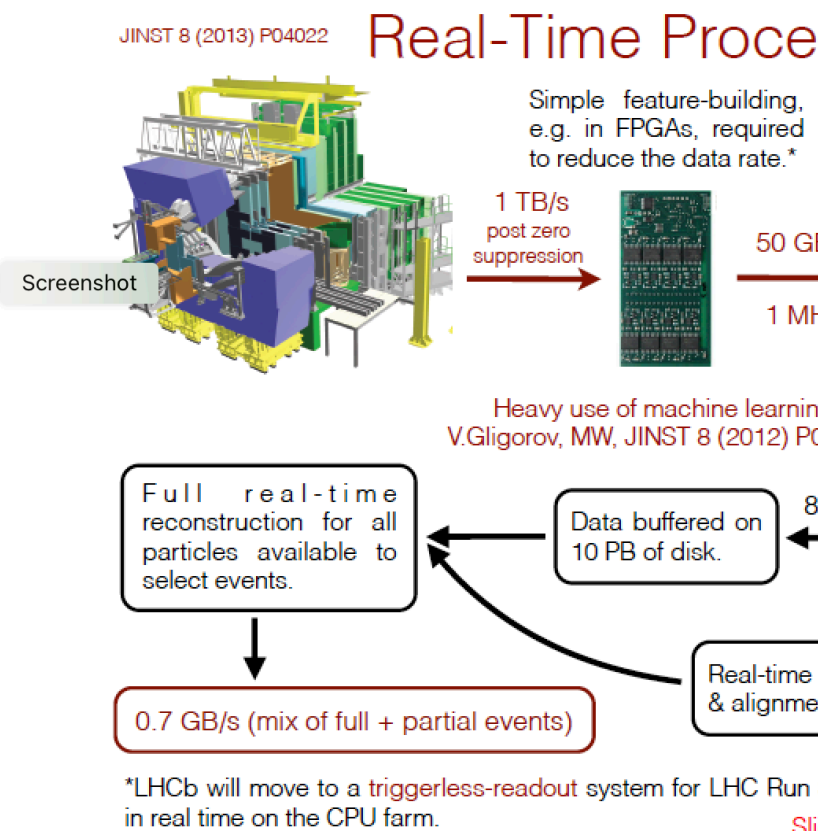 JINST 8 (2013) P04022
Real-Time Proce
Simple feature-building,
e.g. in FPGAs, required
to reduce the data rate.*
1 TB/s
post zero
suppression
50 G
1 MH
Screenshot
Heavy use of machine learnin
V.Gligorov, MW, JINST 8 (2012) P0
Full real-time
reconstruction for all
particles available to
select events.
Data buffered on
10 PB of disk.
8
Real-time
& alignme
0.7 GB/s (mix of full + partial events)
*LHCb will move to a triggerless-readout system for LHC Run
in real time on the CPU farm.
Sli